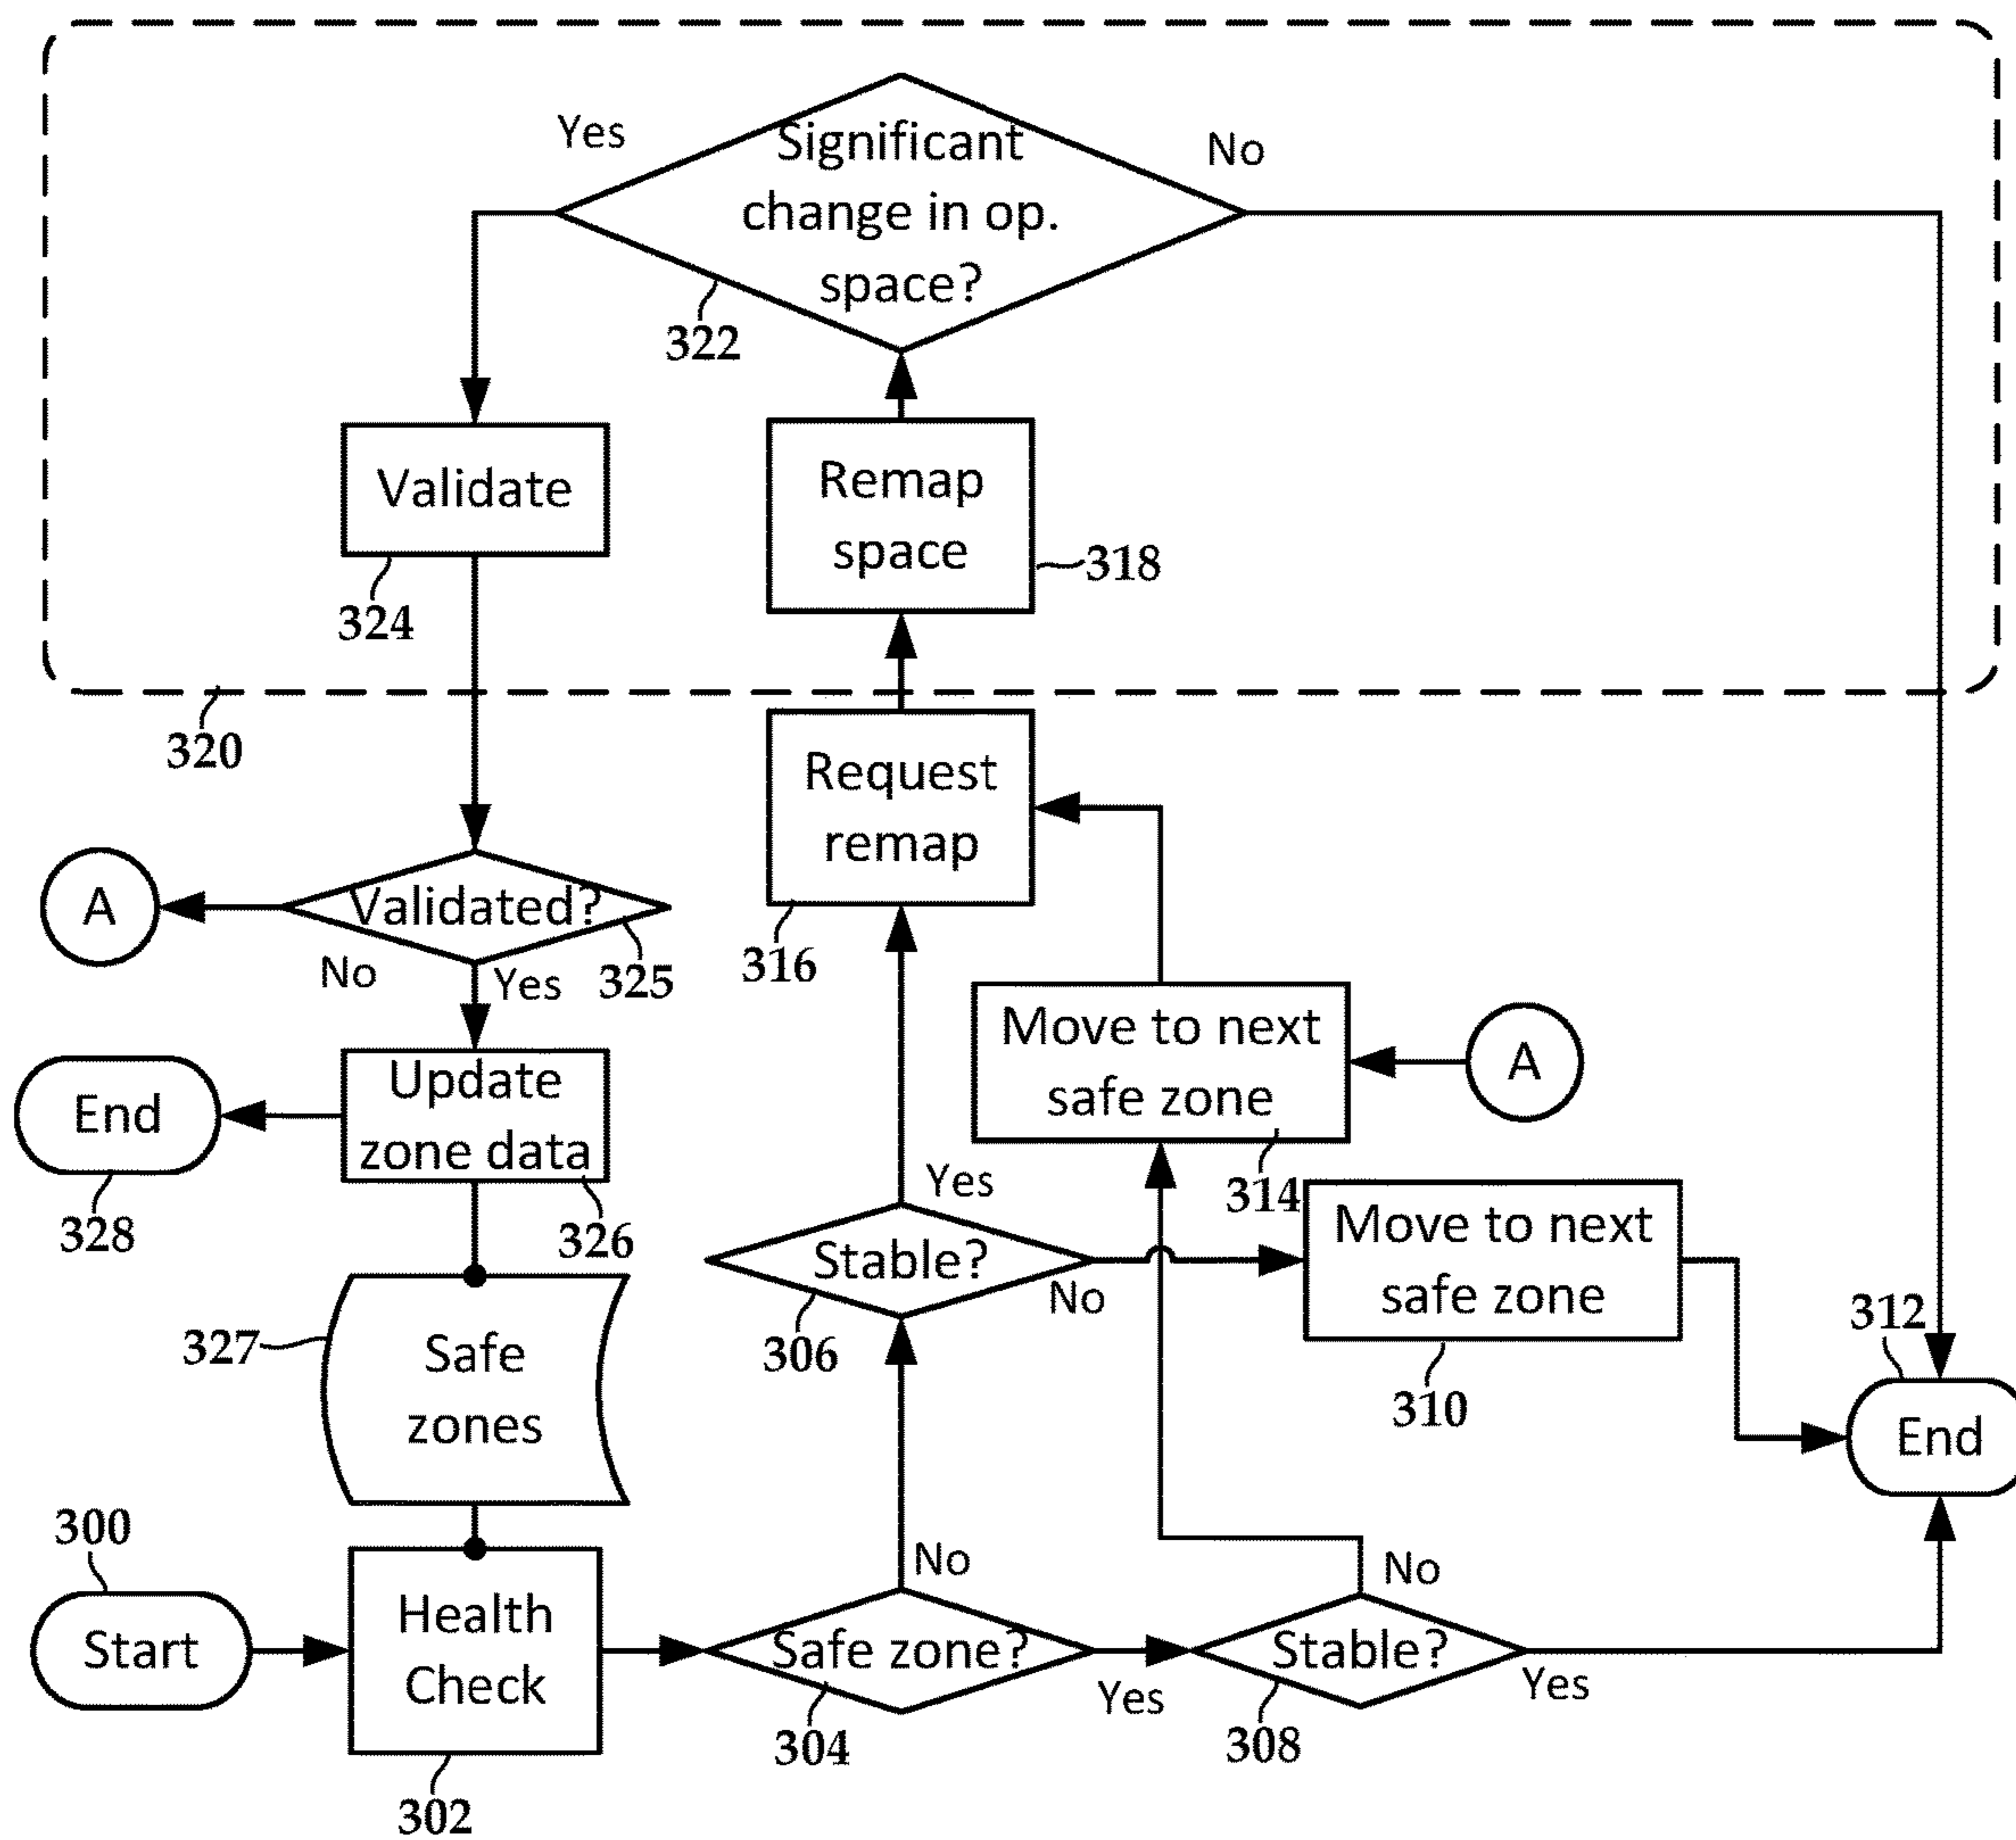 Yes
Significant
change in op.
space?
No
322
Validate
324
Remap
space
318
320
Request
remap
316
A
Validated?
No
Yes
325
Move to next
safe zone
314
A
End
328
Update
zone data
326
Yes
Stable?
No
306
Move to next
safe zone
310
312
End
327
Safe
zones
300
Start
Health
Check
302
No
Safe zone?
Yes
304
No
Stable?
Yes
308